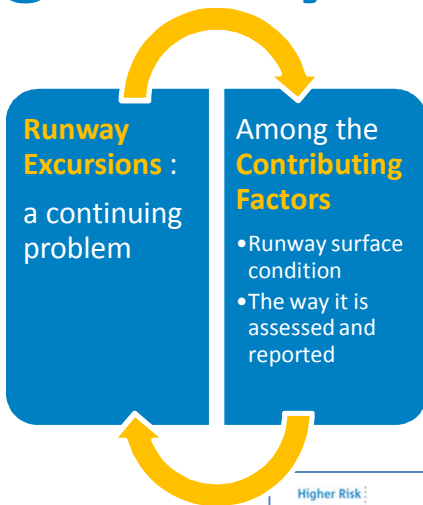 Runway
Excursions :
a continuing
problem
Among the
Contributing
Factors
•Runway surface
condition
•The way it is
assessed and
reported
Higher Risk